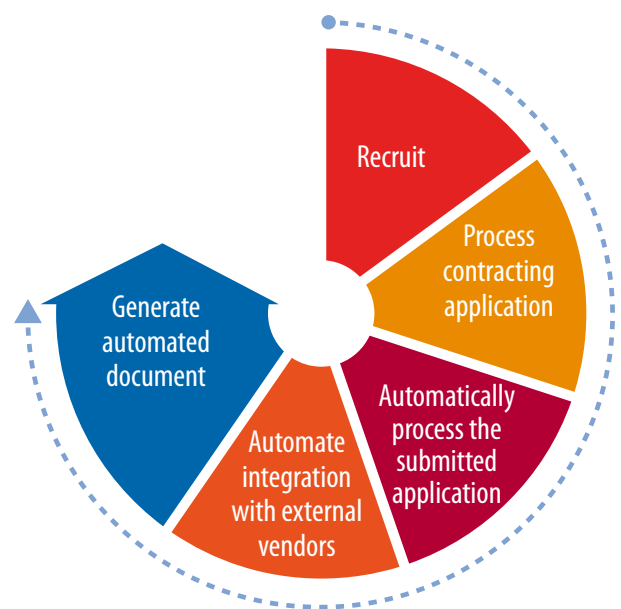 Recruit
Process
contracting
application
Automatically
process the
submitted
application
Automate
integration
with external
vendors
Generate
automated
document